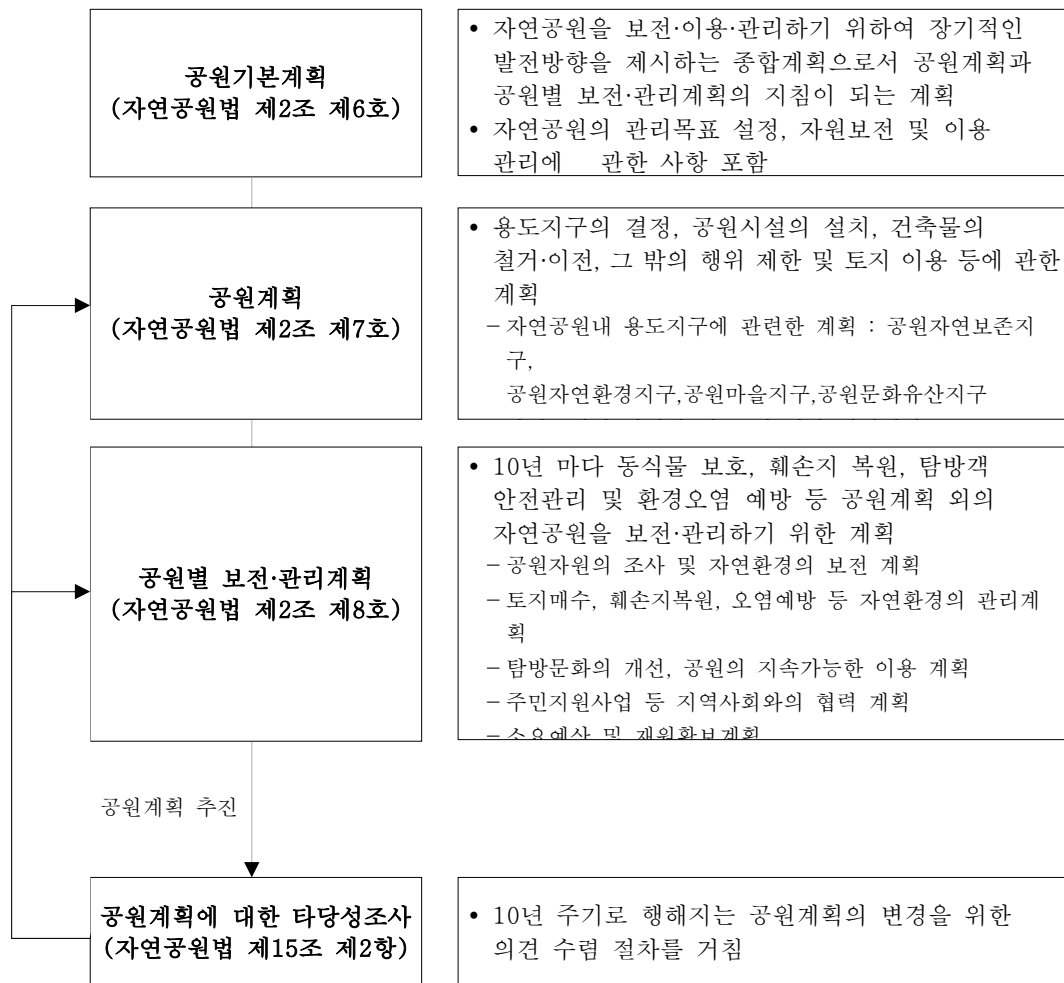 공원기본계획
(자연공원법 제2조 제6호)
• 자연공원을 보전·이용·관리하기 위하여 장기적인
발전방향을 제시하는 종합계획으로서 공원계획과
공원별 보전·관리계획의 지침이 되는 계획
• 자연공원의 관리목표 설정, 자원보전 및 이용
관리에 관한 사항 포함
공원계획
(자연공원법 제2조 제7호)
• 용도지구의 결정, 공원시설의 설치, 건축물의
철거·이전, 그 밖의 행위 제한 및 토지 이용 등에 관한
계획
– 자연공원내 용도지구에 관련한 계획 : 공원자연보존지
구,
공원자연환경지구,공원마을지구,공원문화유산지구
공원별 보전·관리계획
(자연공원법 제2조 제8호)
• 10년 마다 동식물 보호, 훼손지 복원, 탐방객
안전관리 및 환경오염 예방 등 공원계획 외의
자연공원을 보전·관리하기 위한 계획
– 공원자원의 조사 및 자연환경의 보전 계획
– 토지매수, 훼손지복원, 오염예방 등 자연환경의 관리계
획
– 탐방문화의 개선, 공원의 지속가능한 이용 계획
– 주민지원사업 등 지역사회와의 협력 계획
– 소요예산 및 재원확보계획
공원계획 추진
공원계획에 대한 타당성조사
(자연공원법 제15조 제2항)
• 10년 주기로 행해지는 공원계획의 변경을 위한
의견 수렴 절차를 거침